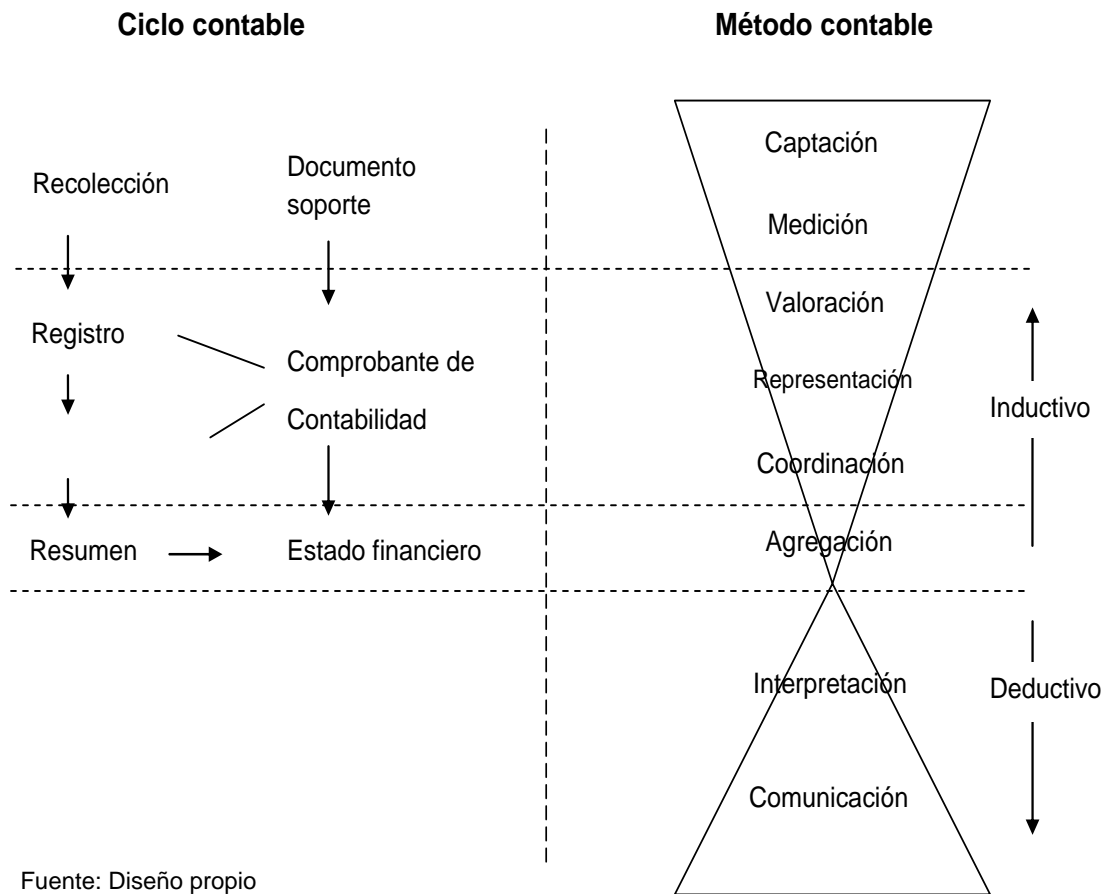 Ciclo contable
Método contable
Recolección
Documento
soporte
Registro
Comprobante de
Contabilidad
Resumen
Estado financiero
Captación
Medición
Valoración
Representación
Coordinación
Agregación
Interpretación
Comunicación
Inductivo
Deductivo
Fuente: Diseño propio